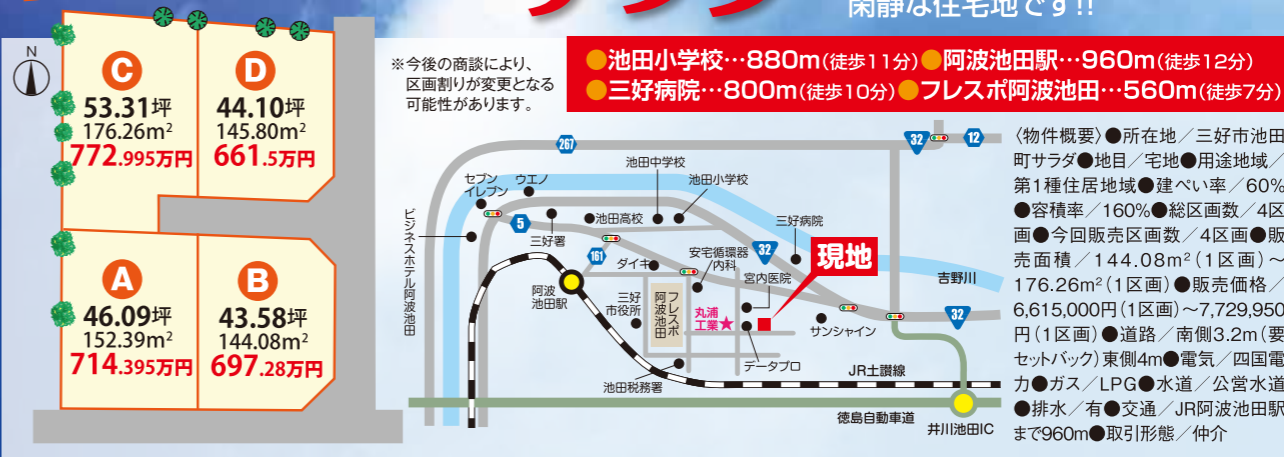 閑静な住宅地です!!
N
C
53.31坪
176.26m²
772.995万円
D
44.10坪
145.80m²
661.5万円
A
46.09坪
152.39m²
714.395万円
B
43.58坪
144.08m²
697.28万円
※今後の商談により、
区画割りが変更となる
可能性があります。
●池田小学校…880m(徒歩11分)●阿波池田駅…960m(徒歩12分)
●三好病院…800m(徒歩10分)●フレスポ阿波池田…560m(徒歩7分)
267
32
12
池田中学校
セブン
イレブン
ウエノ
池田小学校
5
三好署
池田高校
三好病院
ビジネスホテル阿波池田
161
ダイキ
安宅循環器
内科
32
現地
吉野川
阿波
池田駅
三好
市役所
フレスポ
阿波池田
丸浦
工業★
宮内医院
サンシャイン
32
データプロ
池田税務署
JR土讃線
徳島自動車道
井川池田IC
〈物件概要〉●所在地／三好市池田
町サラダ●地目／宅地●用途地域／
第1種住居地域●建ぺい率／60%
●容積率／160%●総区画数／4区
画●今回販売区画数／4区画●販
売面積／144.08m²(1区画)～
176.26m²(1区画)●販売価格／
6,615,000円(1区画)～7,729,950
円(1区画)●道路／南側3.2m(要
セットバック)東側4m●電気／四国電
力●ガス／LPG●水道／公営水道
●排水／有●交通／JR阿波池田駅
まで960m●取引形態／仲介